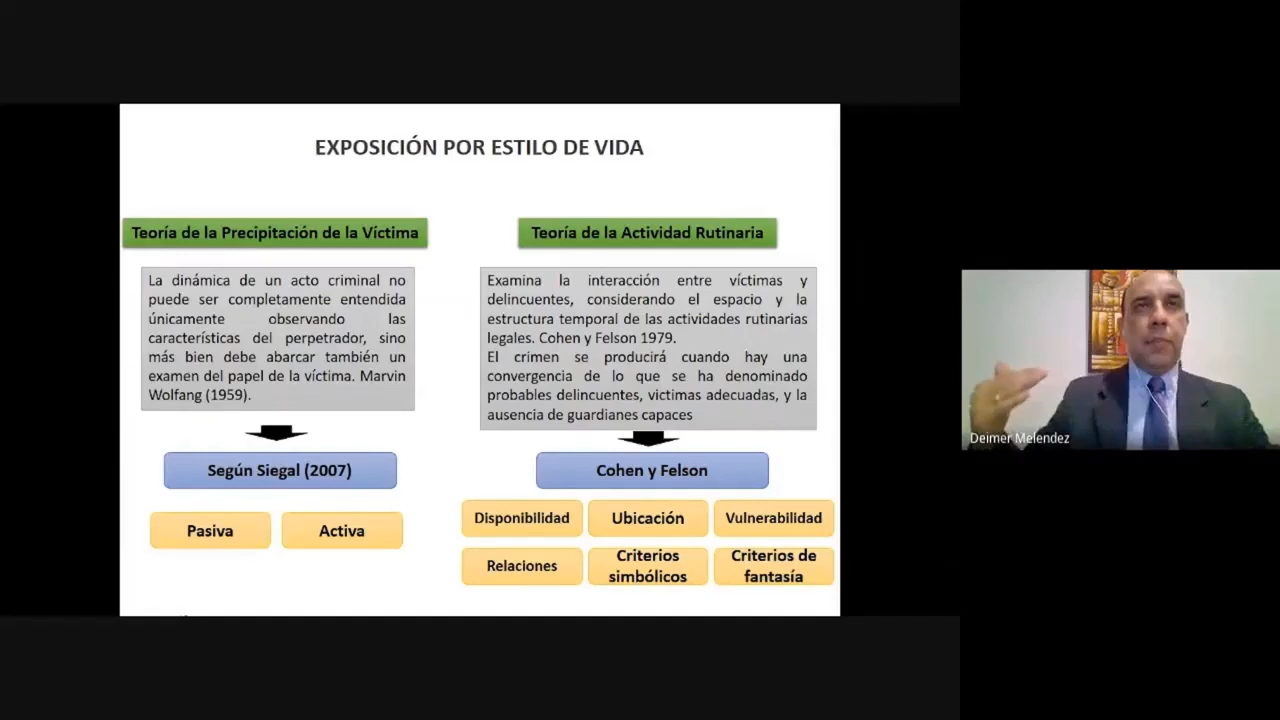 EXPOSICIÓN POR ESTILO DE VIDA
Teoría de la Precipitación de la Víctima
La dinámica de un acto criminal no
puede ser completamente entendida
únicamente observando las
características del perpetrador, sino
más bien debe abarcar también un
examen del papel de la víctima. Marvin
Wolfang (1959).
Según Siegal (2007)
Pasiva
Activa
Teoría de la Actividad Rutinaria
Examina la interacción entre víctimas y
delincuentes, considerando el espacio y la
estructura temporal de las actividades rutinarias
legales. Cohen y Felson 1979.
El crimen se producirá cuando hay una
convergencia de lo que se ha denominado
probables delincuentes, victimas adecuadas, y la
ausencia de guardianes capaces
Cohen y Felson
Disponibilidad
Ubicación
Vulnerabilidad
Relaciones
Criterios
simbólicos
Criterios de
fantasía
Deimer Melendez